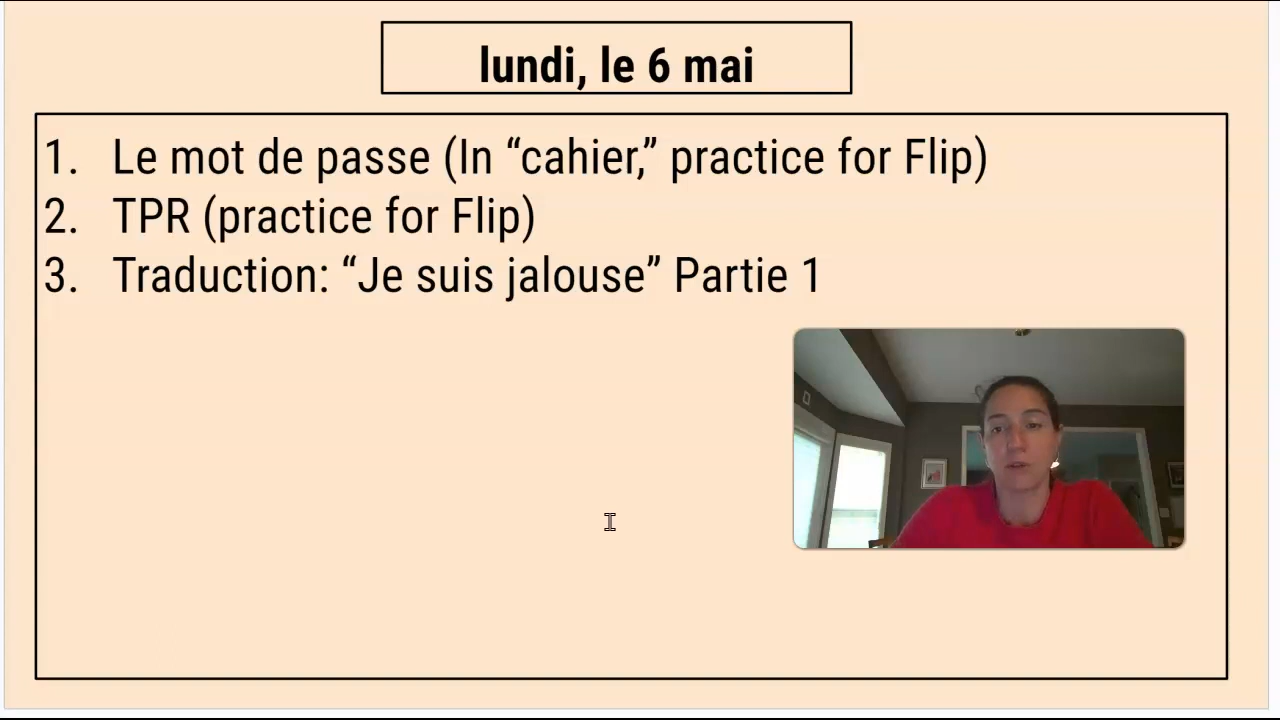 lundi, le 6 mai
1. Le mot de passe (In “cahier,” practice for Flip)
2. TPR (practice for Flip)
3. Traduction: “Je suis jalouse” Partie 1